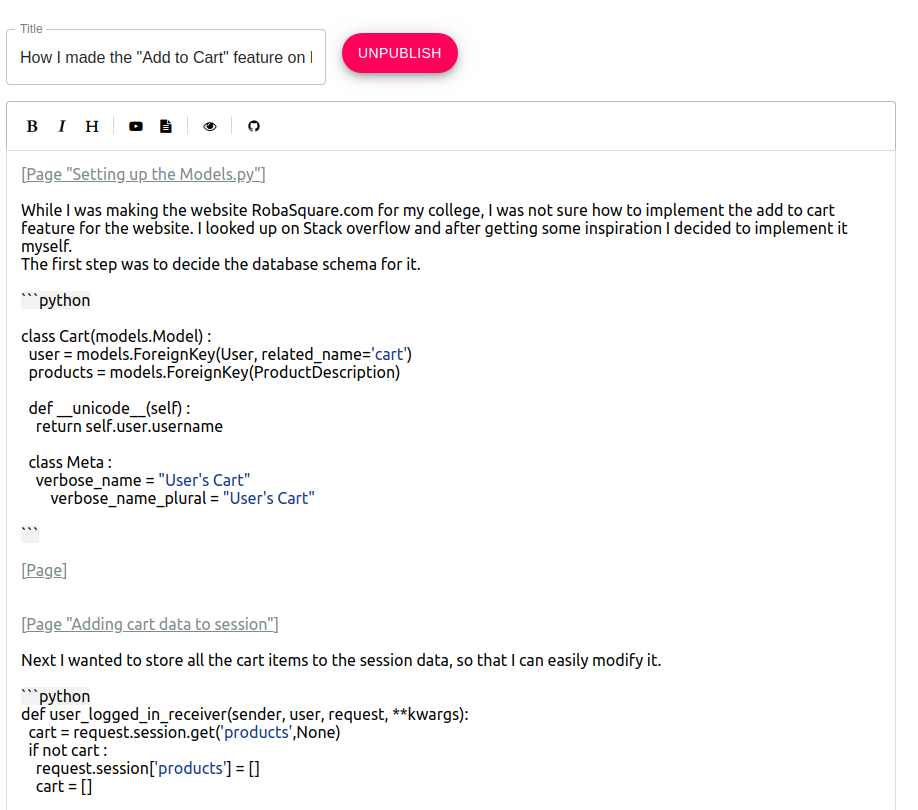 Title
How I made the "Add to Cart" feature on
UNPUBLISH
B I H
[Page "Setting up the Models.py"]
While I was making the website RobaSquare.com for my college, I was not sure how to implement the add to cart
feature for the website. I looked up on Stack overflow and after getting some inspiration I decided to implement it
myself.
The first step was to decide the database schema for it.
```python
class Cart(models.Model) :
  user = models.ForeignKey(User, related_name='cart')
  products = models.ForeignKey(ProductDescription)
  def __unicode__(self) :
    return self.user.username
  class Meta :
    verbose_name = "User's Cart"
        verbose_name_plural = "User's Cart"
```
[Page]
[Page "Adding cart data to session"]
Next I wanted to store all the cart items to the session data, so that I can easily modify it.
```python
def user_logged_in_receiver(sender, user, request, **kwargs):
  cart = request.session.get('products',None)
  if not cart :
    request.session['products'] = []
    cart = []